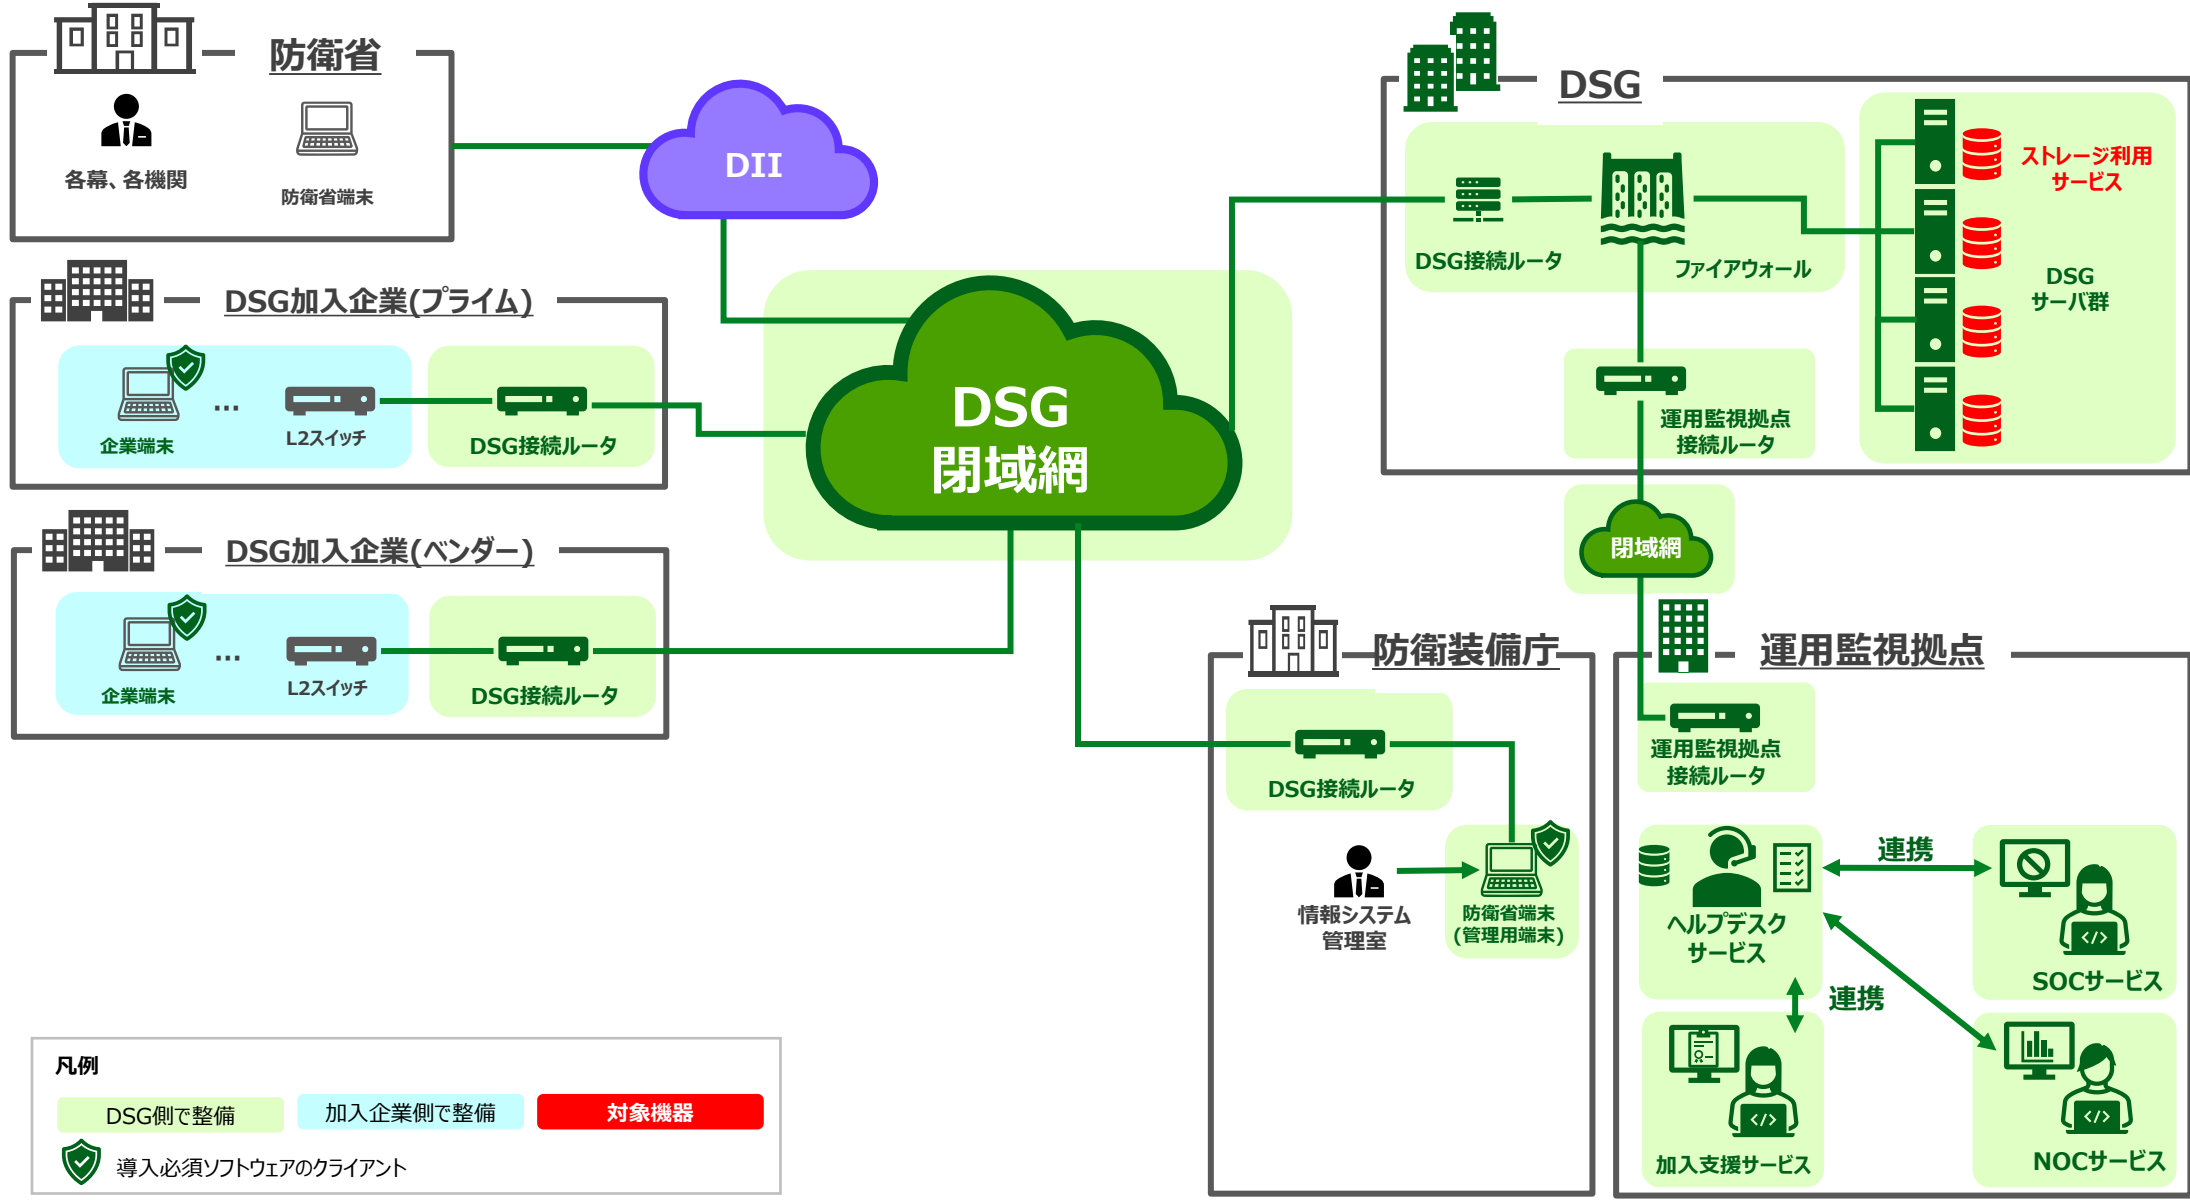 防衛省
各幕、各機関
防衛省端末
DII
DSG加入企業(プライム)
企業端末
…
L2スイッチ
DSG接続ルータ
DSG加入企業(ベンダー)
企業端末
…
L2スイッチ
DSG接続ルータ
DSG
閉域網
DSG
DSG接続ルータ
ファイアウォール
ストレージ利用
サービス
DSG
サーバ群
運用監視拠点
接続ルータ
閉域網
防衛装備庁
DSG接続ルータ
情報システム
管理室
防衛省端末
(管理用端末)
運用監視拠点
運用監視拠点
接続ルータ
ヘルプデスク
サービス
連携
SOCサービス
連携
加入支援サービス
NOCサービス
凡例
DSG側で整備
加入企業側で整備
対象機器
導入必須ソフトウェアのクライアント